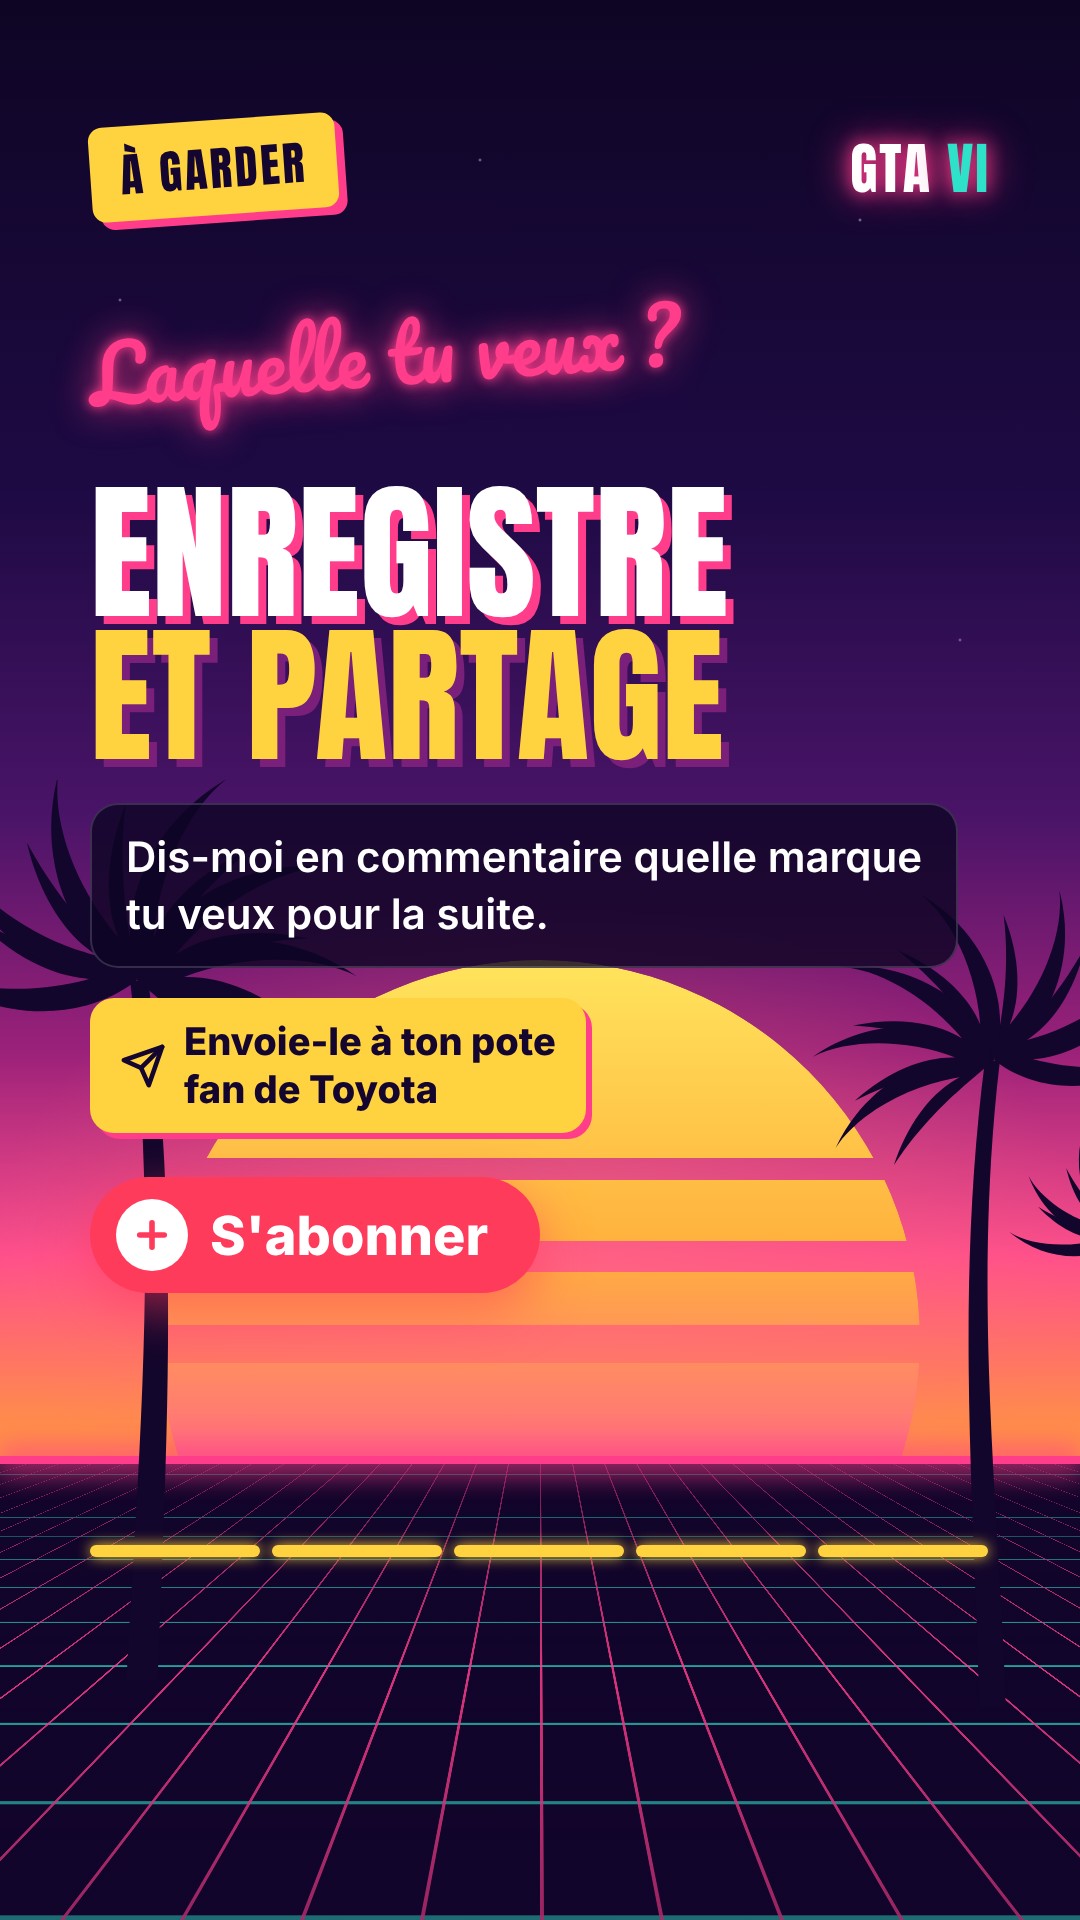 À GARDER
GTA VI
Laquelle tu veux ?
ENREGISTRE
ET PARTAGE
Dis-moi en commentaire quelle marque
tu veux pour la suite.
Envoie-le à ton pote
fan de Toyota
S'abonner